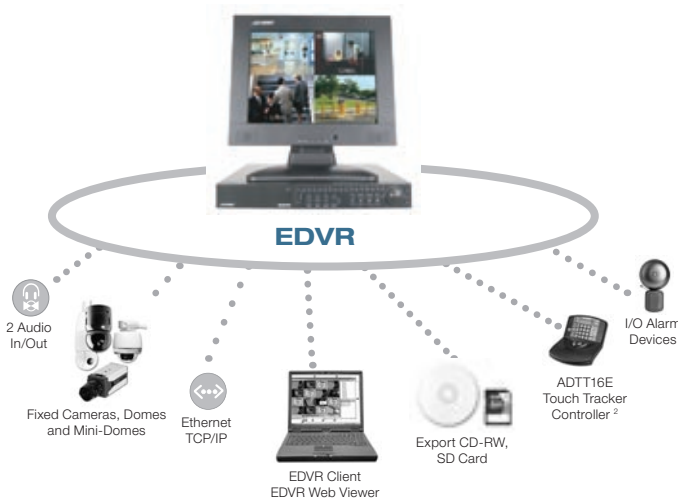 EDVR
2 Audio
In/Out
Fixed Cameras, Domes
and Mini-Domes
Ethernet
TCP/IP
EDVR Client
EDVR Web Viewer
Export CD-RW,
SD Card
ADTT16E
Touch Tracker
Controller ²
I/O Alarm
Devices